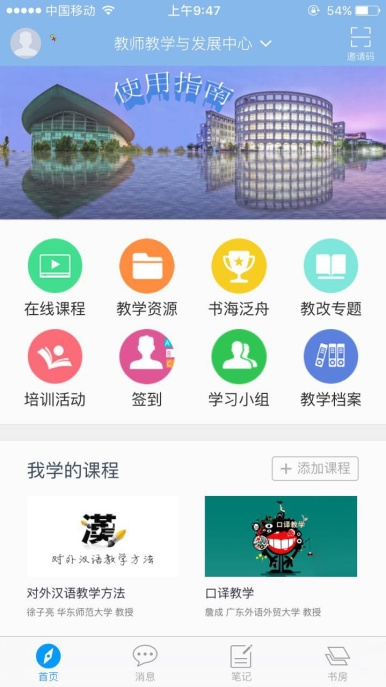 中国移动
上午9:47
54%
教师教学与发展中心
邀请码
使用指南
在线课程
教学资源
书海泛舟
教改专题
培训活动
签到
学习小组
教学档案
我学的课程
+ 添加课程
漢
对外汉语教学方法
口译教学
对外汉语教学方法
口译教学
徐子亮 华东师范大学 教授
詹成 广东外语外贸大学 教授
首页
消息
笔记
书房